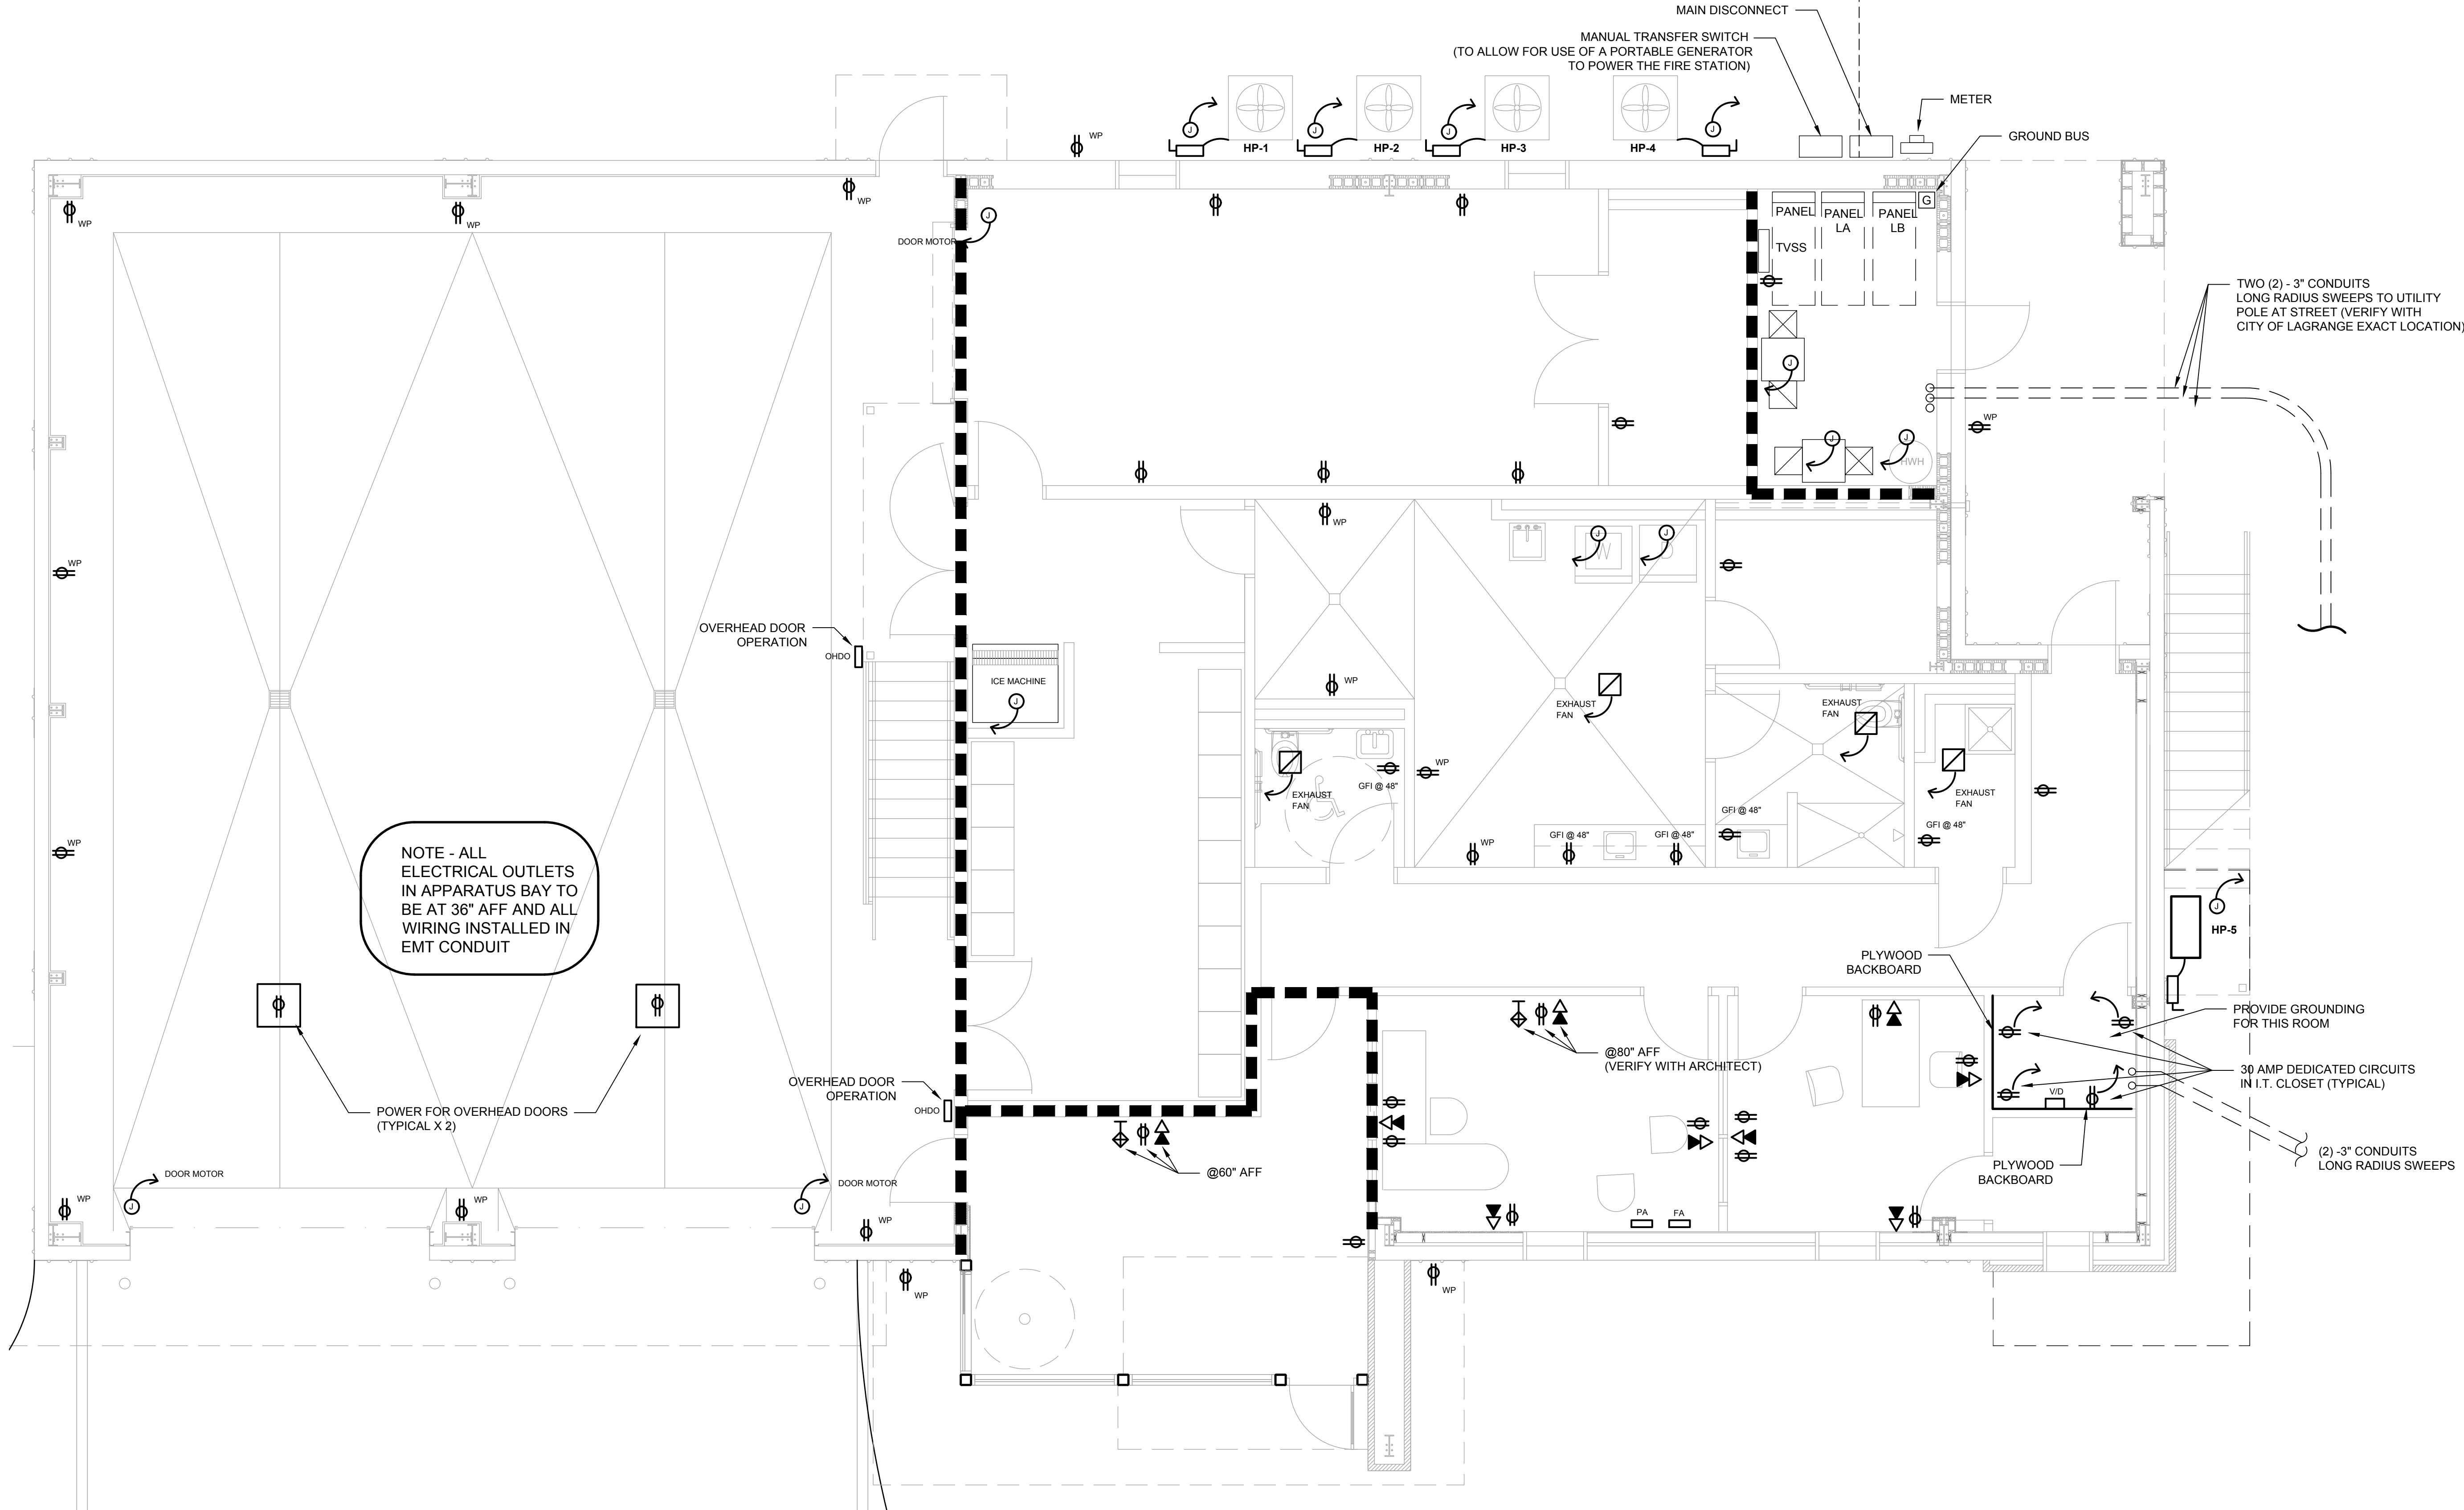 MAIN DISCONNECT
MANUAL TRANSFER SWITCH
(TO ALLOW FOR USE OF A PORTABLE GENERATOR
TO POWER THE FIRE STATION)
METER
GROUND BUS
J
J
J
J
WP
HP-1
HP-2
HP-3
HP-4
WP
WP
WP
J
DOOR MOTOR
PANEL
PANEL
LA
PANEL
LB
G
TVSS
TWO (2) - 3" CONDUITS
LONG RADIUS SWEEPS TO UTILITY
POLE AT STREET (VERIFY WITH
CITY OF LAGRANGE EXACT LOCATION)
J
WP
J
J
HWH
WP
J
W
J
D
WP
OVERHEAD DOOR
OPERATION
OHDO
ICE MACHINE
J
WP
EXHAUST
FAN
EXHAUST
FAN
WP
EXHAUST
FAN
GFI @ 48"
EXHAUST
FAN
GFI @ 48"
GFI @ 48"
GFI @ 48"
GFI @ 48"
WP
WP
NOTE - ALL
ELECTRICAL OUTLETS
IN APPARATUS BAY TO
BE AT 36" AFF AND ALL
WIRING INSTALLED IN
EMT CONDUIT
J
HP-5
PLYWOOD
BACKBOARD
PROVIDE GROUNDING
FOR THIS ROOM
@80" AFF
(VERIFY WITH ARCHITECT)
30 AMP DEDICATED CIRCUITS
IN I.T. CLOSET (TYPICAL)
V/D
OVERHEAD DOOR
OPERATION
OHDO
POWER FOR OVERHEAD DOORS
(TYPICAL X 2)
(2) -3" CONDUITS
LONG RADIUS SWEEPS
PLYWOOD
BACKBOARD
@60" AFF
DOOR MOTOR
DOOR MOTOR
J
J
WP
WP
WP
PA
FA
WP
WP